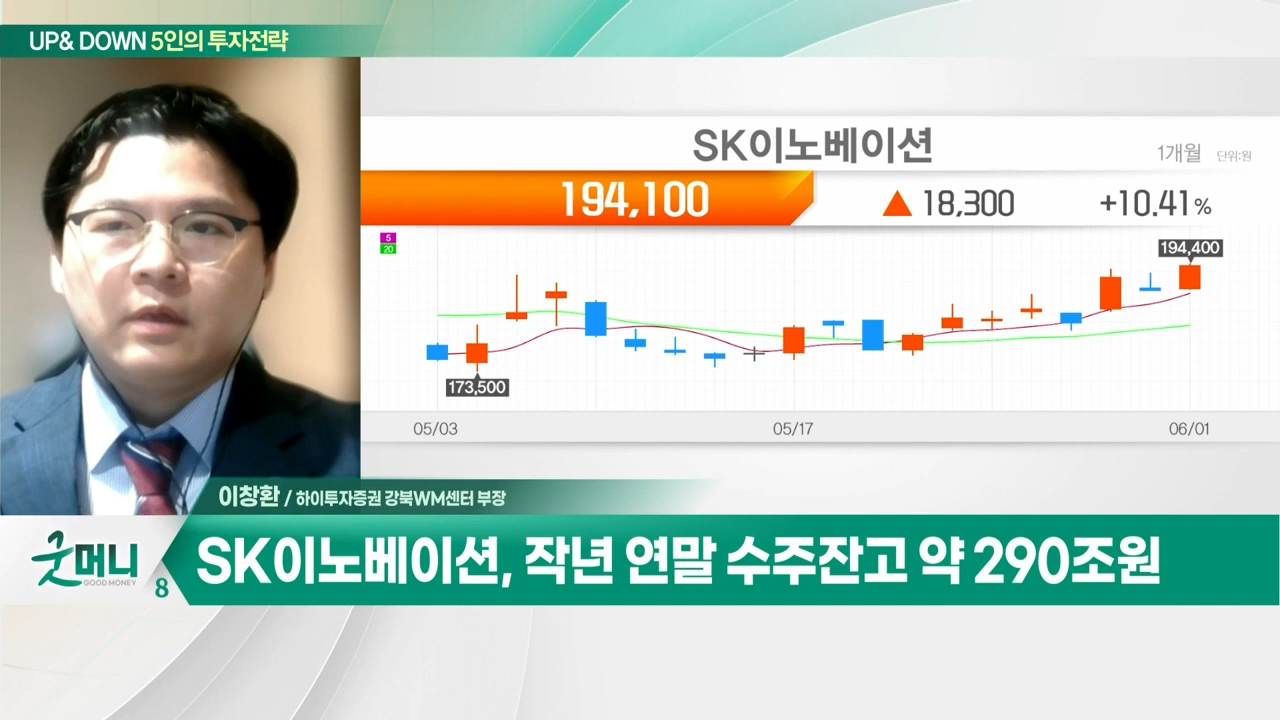 UP& DOWN 5인의 투자전략
SK이노베이션
1개월 단위:원
194,100
▲ 18,300
+10.41%
5
20
194,400
173,500
05/03
05/17
06/01
이창환 / 하이투자증권 강북WM센터 부장
굿머니
GOOD MONEY
8
SK이노베이션, 작년 연말 수주잔고 약 290조원